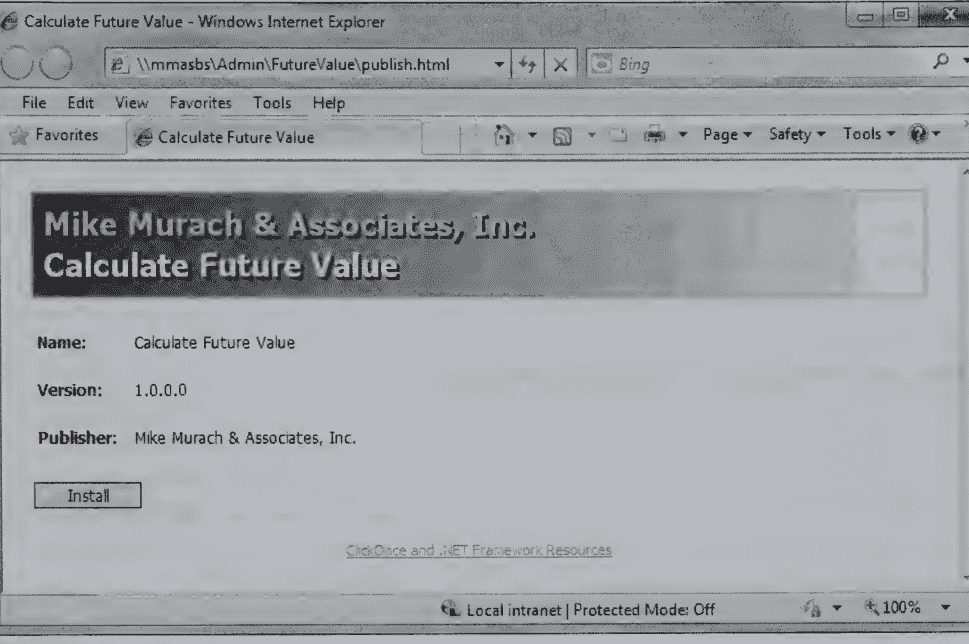 Calculate Future Value - Windows Internet Explorer
\\mmasbs\Admin\FutureValue\publish.html
Bing
File Edit View Favorites Tools Help
Favorites Calculate Future Value Page Safety Tools
Mike Murach & Associates, Inc.
Calculate Future Value
Name: Calculate Future Value
Version: 1.0.0.0
Publisher: Mike Murach & Associates, Inc.
Install
ClickOnce and .NET Framework Resources
Local intranet | Protected Mode: Off 100%